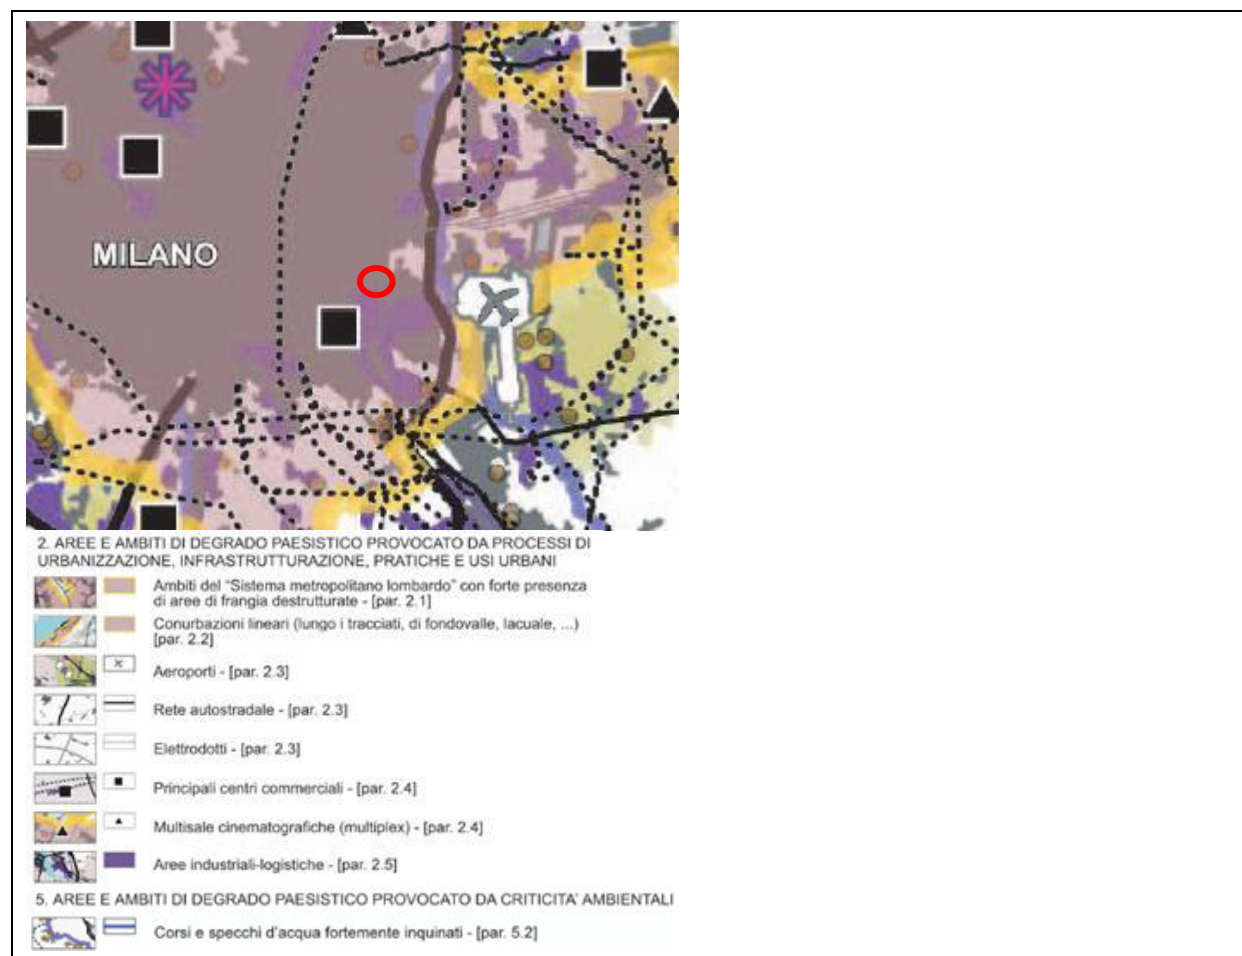 MILANO
2. AREE E AMBITI DI DEGRADO PAESISTICO PROVOCATO DA PROCESSI DI
URBANIZZAZIONE, INFRASTRUTTURAZIONE, PRATICHE E USI URBANI
Ambiti del "Sistema metropolitano lombardo" con forte presenza
di aree di frangia destrutturate - [par. 2.1]
Conurbazioni lineari (lungo i tracciati, di fondovalle, lacuale, ...)
[par. 2.2]
Aeroporti - [par. 2.3]
Rete autostradale - [par. 2.3]
Elettrodotti - [par. 2.3]
Principali centri commerciali - [par. 2.4]
Multisale cinematografiche (multiplex) - [par. 2.4]
Aree industriali-logistiche - [par. 2.5]
5. AREE E AMBITI DI DEGRADO PAESISTICO PROVOCATO DA CRITICITA' AMBIENTALI
Corsi e specchi d'acqua fortemente inquinati - [par. 5.2]